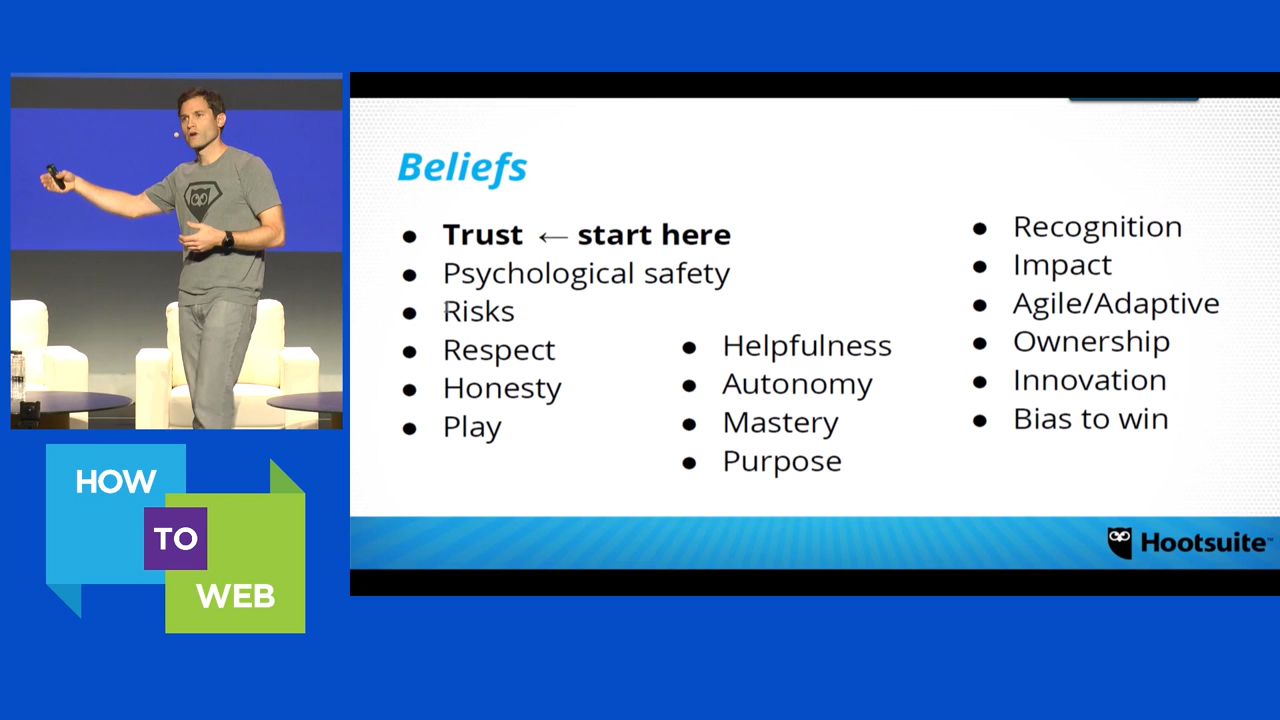 Beliefs
● Trust ← start here
● Psychological safety
● Risks
● Respect
● Honesty
● Play
● Helpfulness
● Autonomy
● Mastery
● Purpose
● Recognition
● Impact
● Agile/Adaptive
● Ownership
● Innovation
● Bias to win
Hootsuite™
HOW
TO
WEB